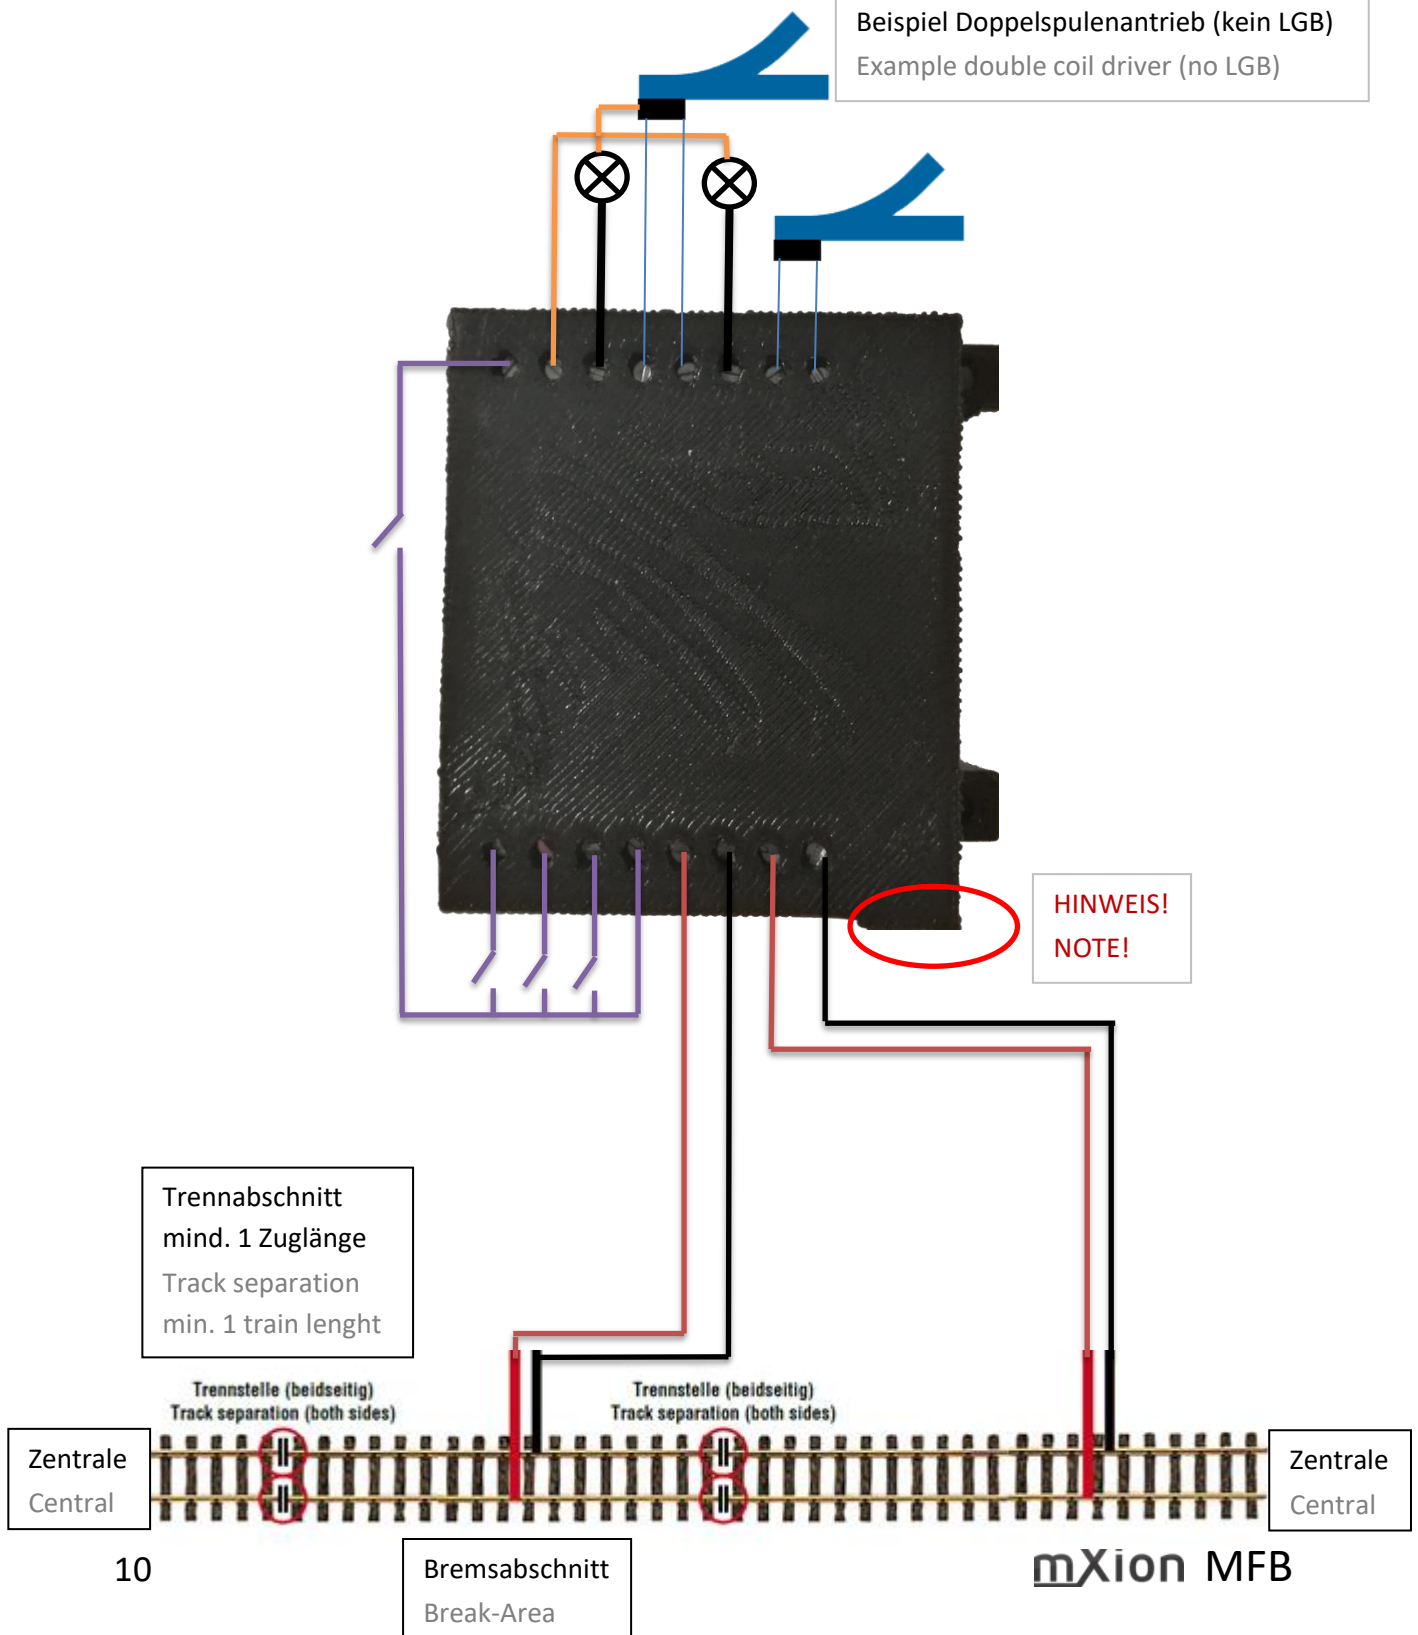 Beispiel Doppelspulenantrieb (kein LGB)
Example double coil driver (no LGB)
HINWEIS!
NOTE!
Trennabschnitt
mind. 1 Zuglänge
Track separation
min. 1 train lenght
Trennstelle (beidseitig)
Track separation (both sides)
Trennstelle (beidseitig)
Track separation (both sides)
Zentrale
Central
Zentrale
Central
Bremsabschnitt
Break-Area
10
mXion MFB